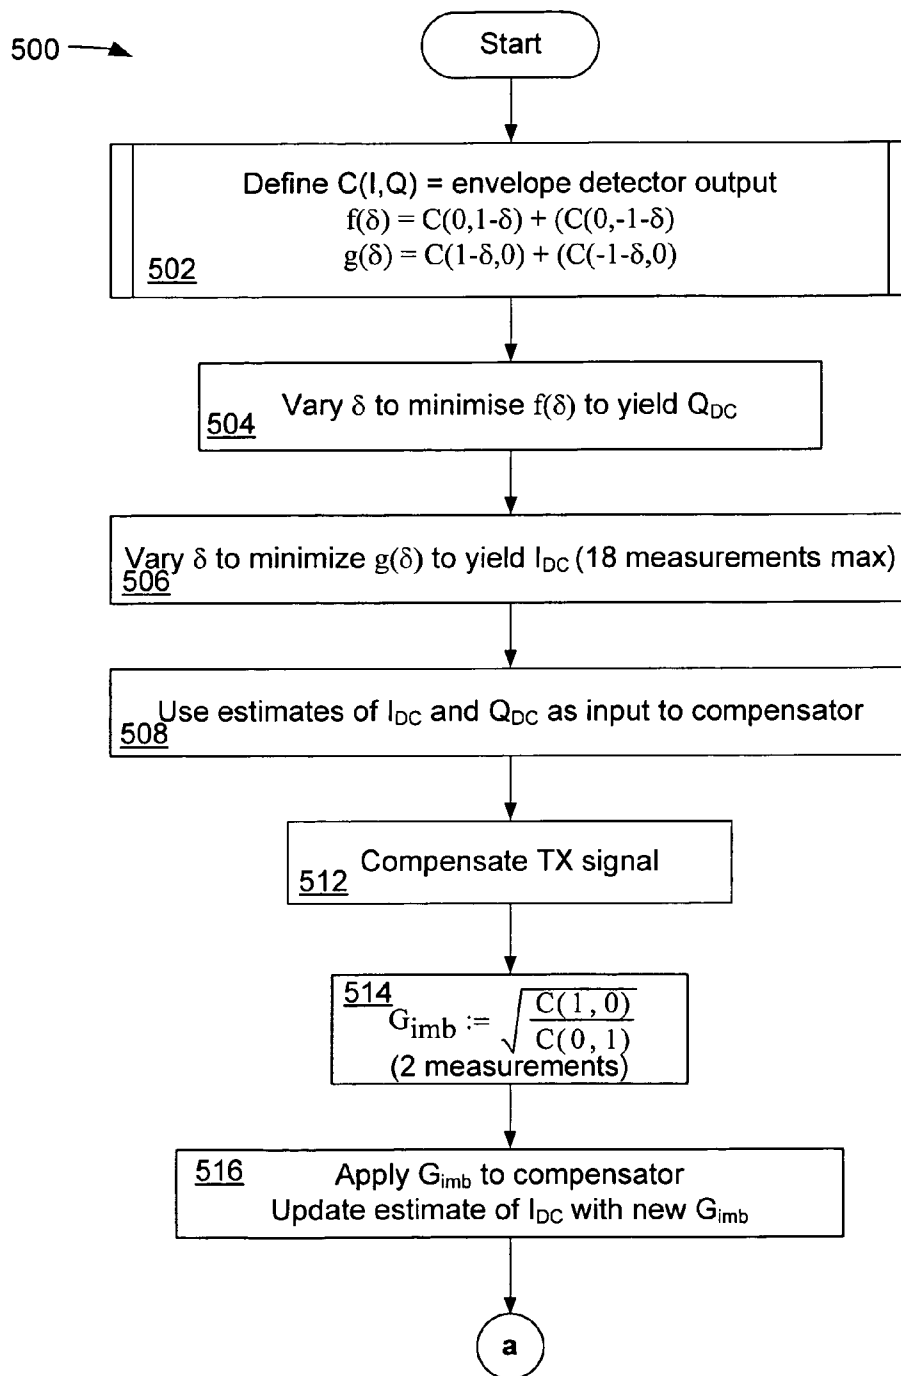 500
Start
Define C(I,Q) = envelope detector output
f(δ) = C(0,1-δ) + (C(0,-1-δ)
g(δ) = C(1-δ,0) + (C(-1-δ,0)
502
Vary δ to minimise f(δ) to yield Q_DC
504
Vary δ to minimize g(δ) to yield I_DC (18 measurements max)
506
Use estimates of I_DC and Q_DC as input to compensator
508
Compensate TX signal
512
514
G_imb := √(C(1, 0) / C(0, 1))
(2 measurements)
516
Apply G_imb to compensator
Update estimate of I_DC with new G_imb
a